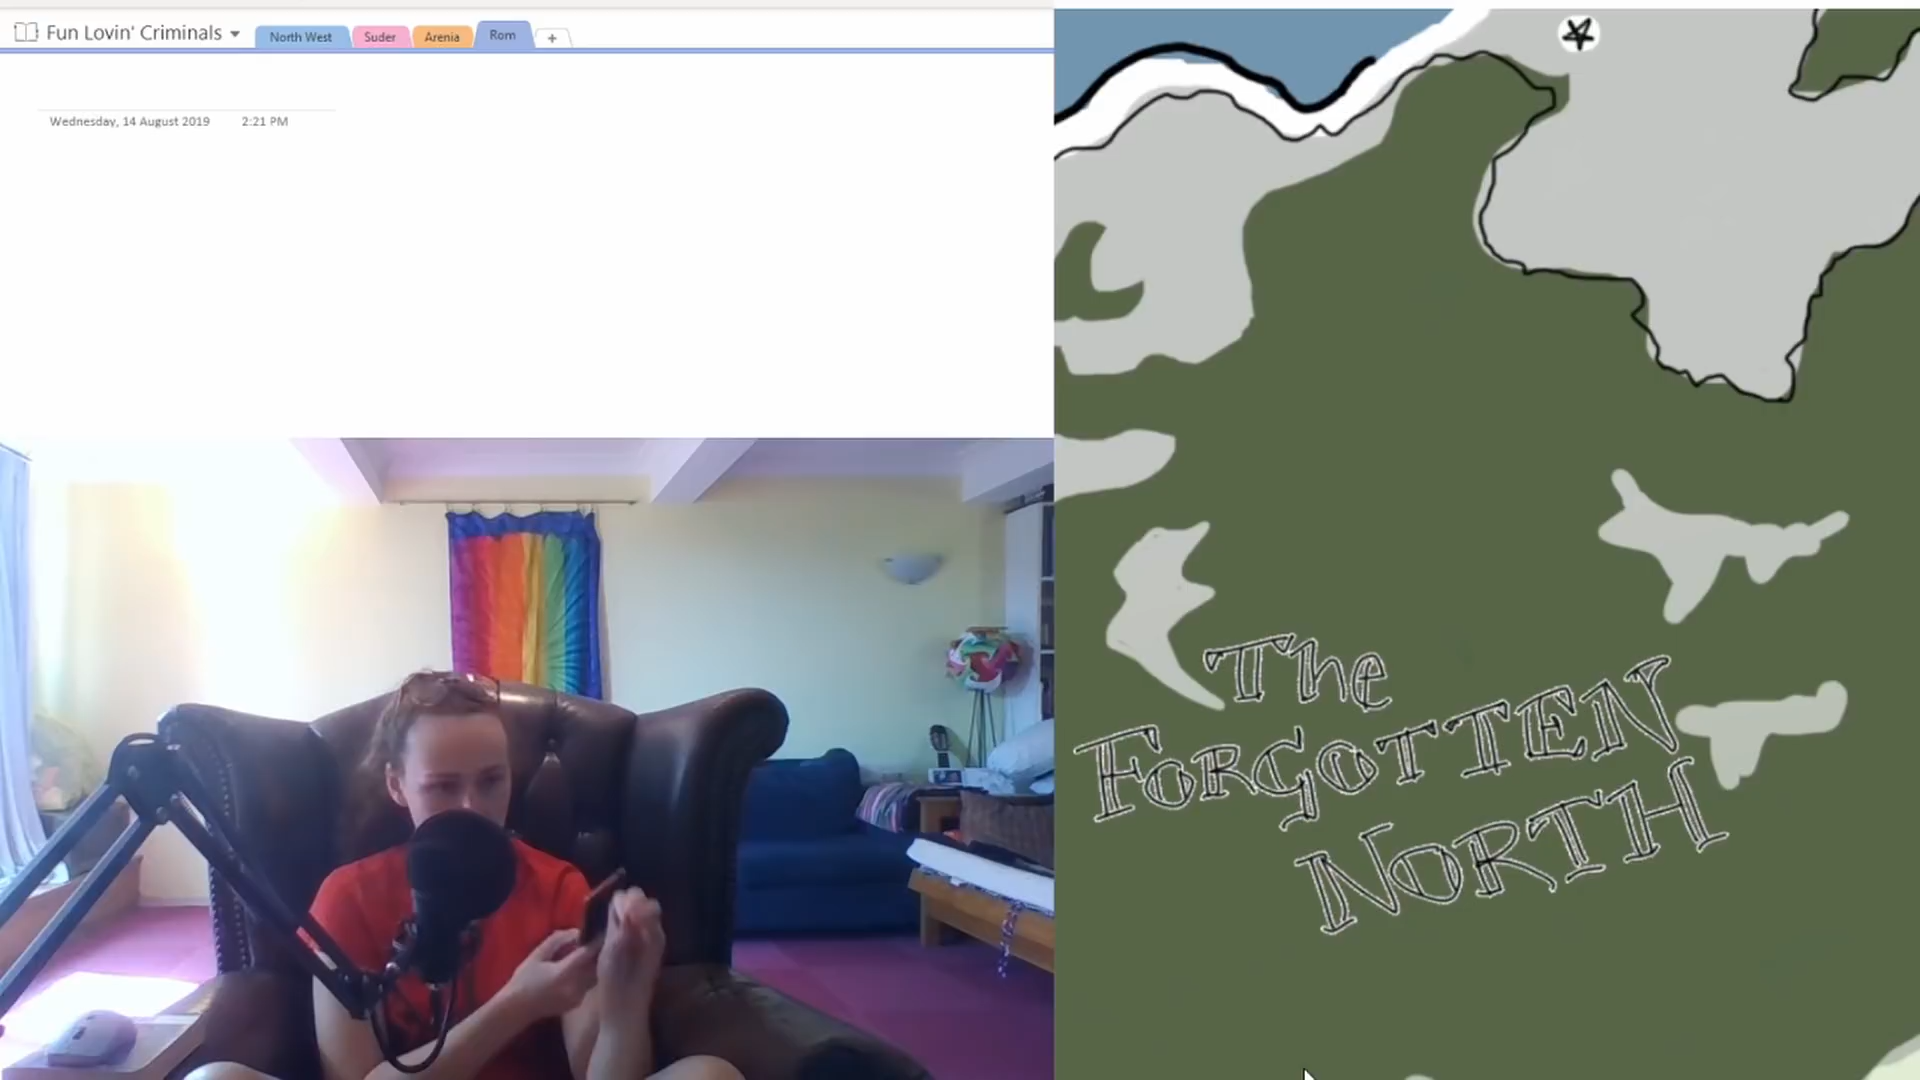 Fun Lovin' Criminals
North West
Suder
Arenia
Rom
Wednesday, 14 August 2019 2:21 PM
The
FORGOTTEN
NORTH